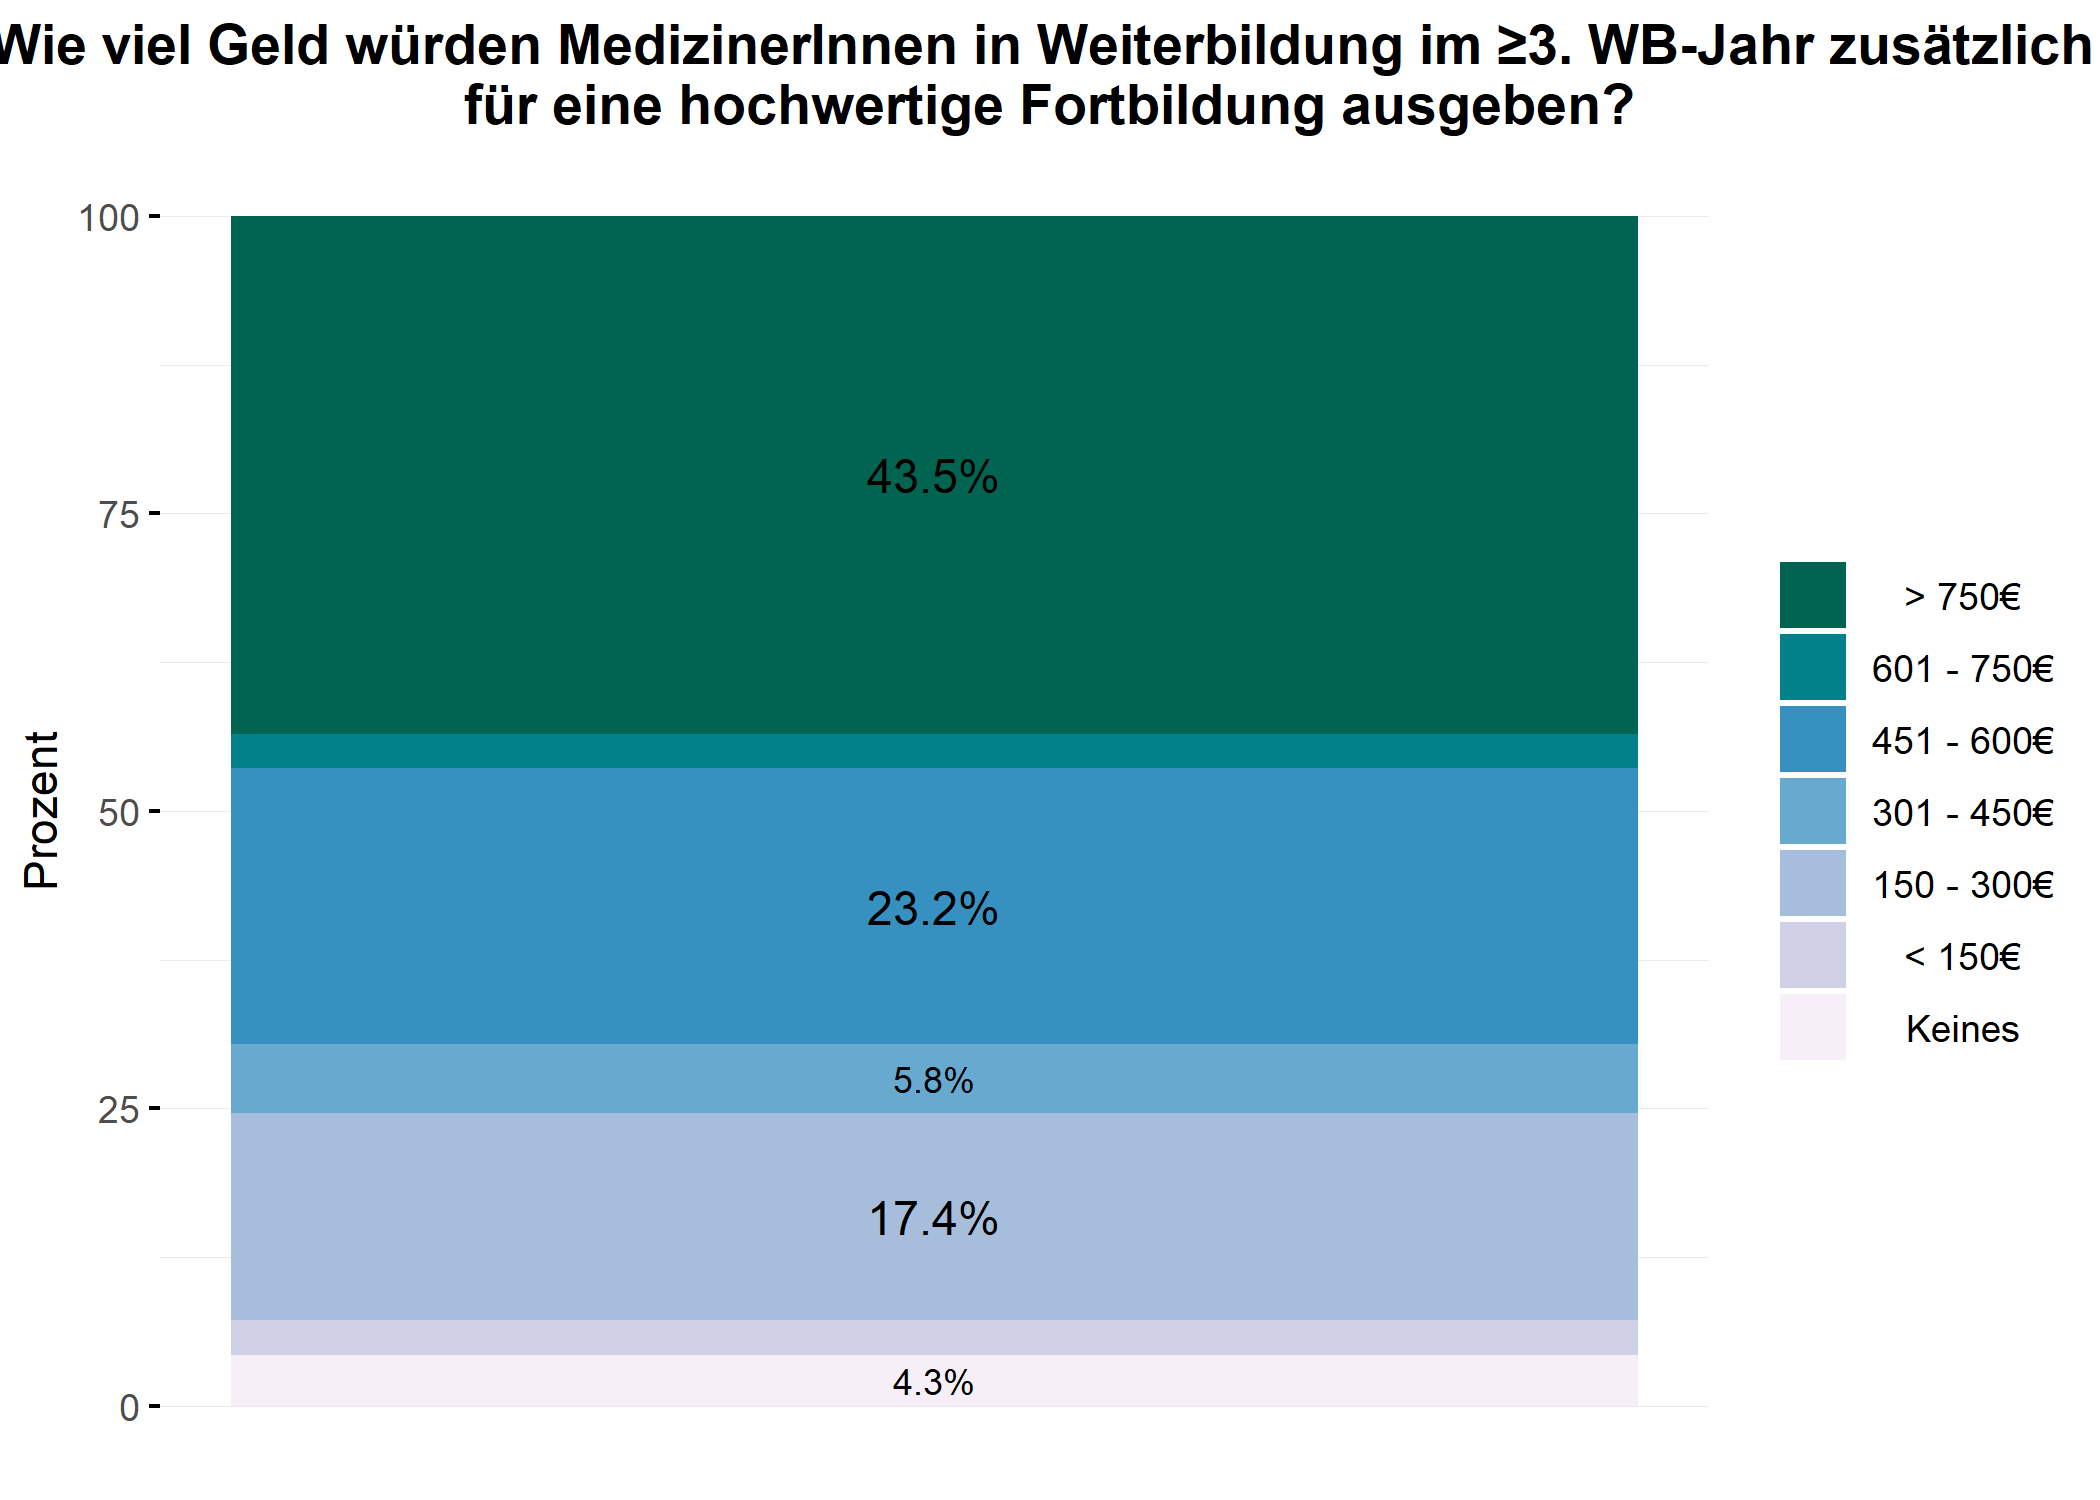 Wie viel Geld würden MedizinerInnen in Weiterbildung im ≥3. WB-Jahr zusätzlich
für eine hochwertige Fortbildung ausgeben?
Prozent
100
75
50
25
0
43.5%
23.2%
5.8%
17.4%
4.3%
> 750€
601 - 750€
451 - 600€
301 - 450€
150 - 300€
< 150€
Keines